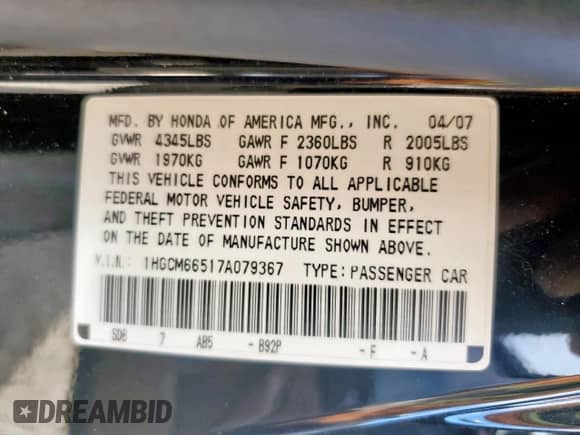 MFD. BY HONDA OF AMERICA MFG., INC. 04/07
GVWR 4345LBS GAWR F 2360LBS R 2005LBS
GVWR 1970KG GAWR F 1070KG R 910KG
THIS VEHICLE CONFORMS TO ALL APPLICABLE
FEDERAL MOTOR VEHICLE SAFETY, BUMPER,
AND THEFT PREVENTION STANDARDS IN EFFECT
ON THE DATE OF MANUFACTURE SHOWN ABOVE.
V.I.N.: 1HGCM66517A079367 TYPE: PASSENGER CAR
SDB 7 AB5 - B92P - F - A
DREAMBID